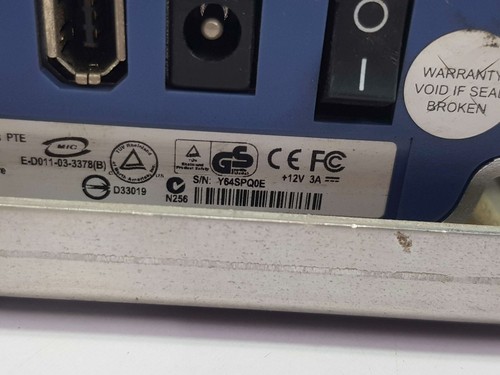 O
I
WARRANTY
VOID IF SEAL
BROKEN
PTE
MIC
E-D011-03-3378(B)
GS
CE FC
+12V 3A
S/N: Y64SPQ0E
D33019
N256